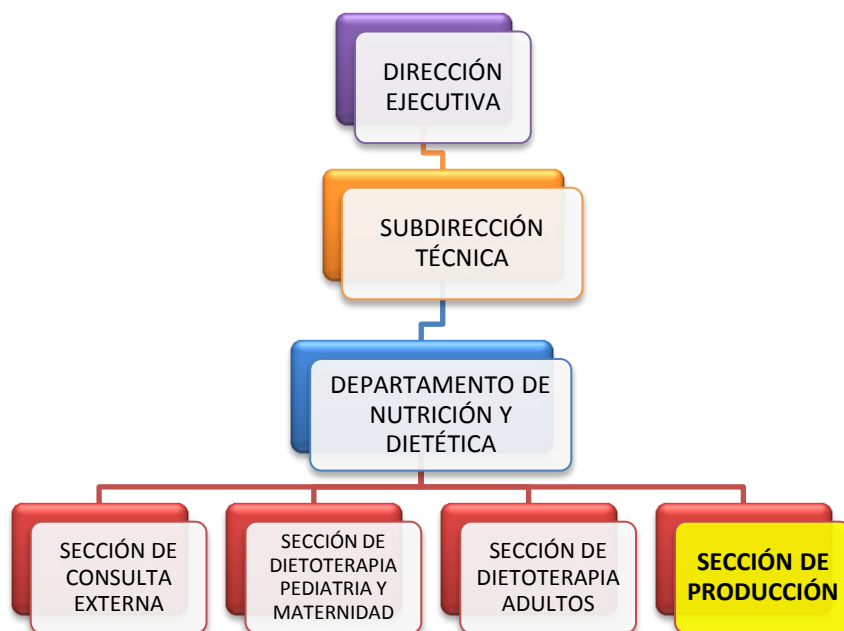 DIRECCIÓN
EJECUTIVA
SUBDIRECCIÓN
TÉCNICA
DEPARTAMENTO DE
NUTRICIÓN Y
DIETÉTICA
SECCIÓN DE
CONSULTA
EXTERNA
SECCIÓN DE
DIETOTERAPIA
PEDIATRIA Y
MATERNIDAD
SECCIÓN DE
DIETOTERAPIA
ADULTOS
SECCIÓN DE
PRODUCCIÓN